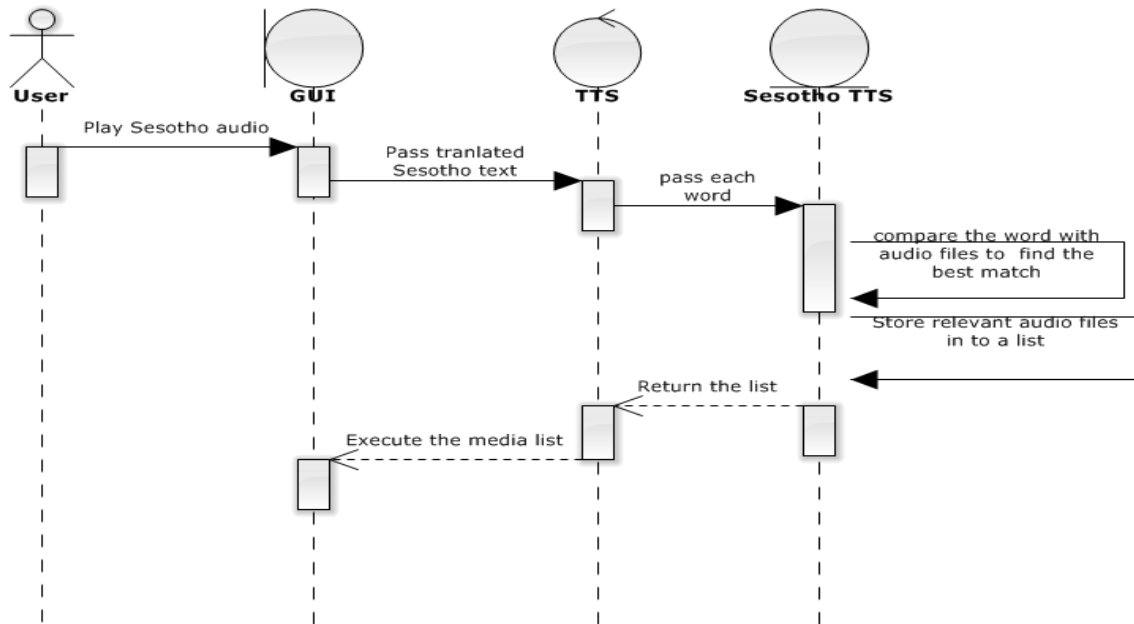 User
GUI
TTS
Sesotho TTS
Play Sesotho audio
Pass tranlated
Sesotho text
pass each
word
compare the word with
audio files to find the
best match
Store relevant audio files
in to a list
Return the list
Execute the media list